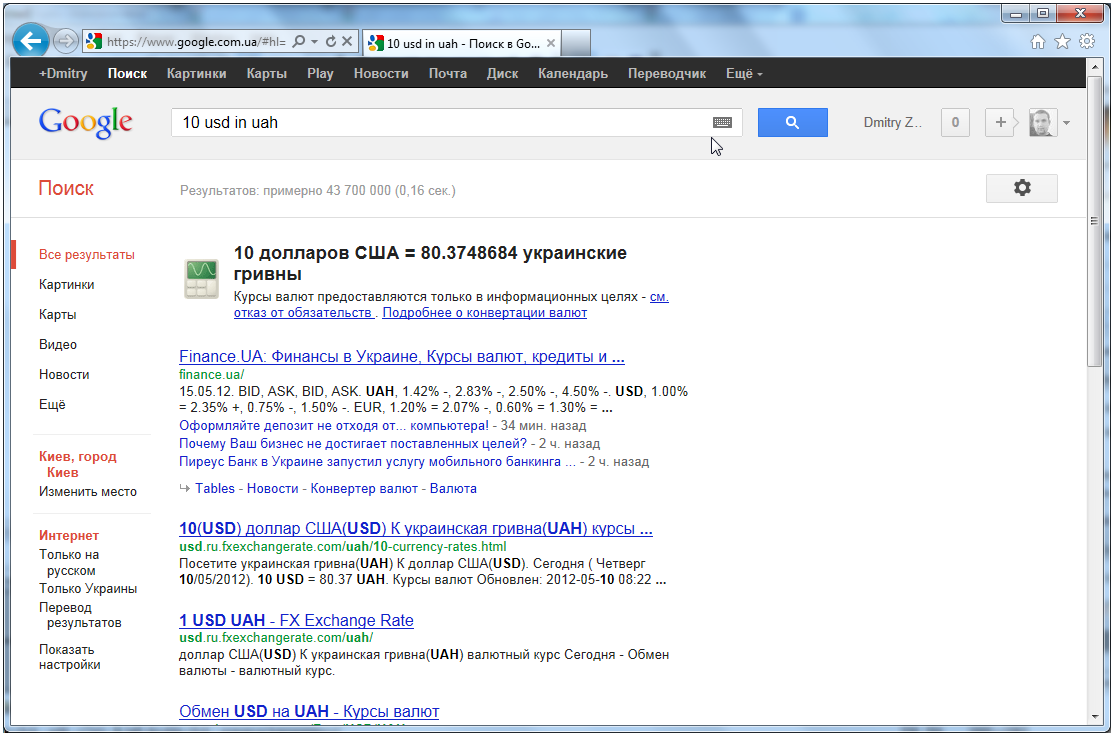 https://www.google.com.ua/#hl=
10 usd in uah - Поиск в Go...
+Dmitry Поиск Картинки Карты Play Новости Почта Диск Календарь Переводчик Ещё
Google
10 usd in uah
Dmitry Z..
0
+
Поиск
Результатов: примерно 43 700 000 (0,16 сек.)
Все результаты
Картинки
Карты
Видео
Новости
Ещё
Киев, город
Киев
Изменить место
Интернет
Только на
русском
Только Украины
Перевод
результатов
Показать
настройки
10 долларов США = 80.3748684 украинские
гривны
Курсы валют предоставляются только в информационных целях - см.
отказ от обязательств . Подробнее о конвертации валют
Finance.UA: Финансы в Украине, Курсы валют, кредиты и ...
finance.ua/
15.05.12. BID, ASK, BID, ASK. UAH, 1.42% -, 2.83% -, 2.50% -, 4.50% -. USD, 1.00%
= 2.35% +, 0.75% -, 1.50% -. EUR, 1.20% = 2.07% -, 0.60% = 1.30% = ...
Оформляйте депозит не отходя от... компьютера! - 34 мин. назад
Почему Ваш бизнес не достигает поставленных целей? - 2 ч. назад
Пиреус Банк в Украине запустил услугу мобильного банкинга ... - 2 ч. назад
Tables - Новости - Конвертер валют - Валюта
10(USD) доллар США(USD) К украинская гривна(UAH) курсы ...
usd.ru.fxexchangerate.com/uah/10-currency-rates.html
Посетите украинская гривна(UAH) К доллар США(USD). Сегодня ( Четверг
10/05/2012). 10 USD = 80.37 UAH. Курсы валют Обновлен: 2012-05-10 08:22 ...
1 USD UAH - FX Exchange Rate
usd.ru.fxexchangerate.com/uah/
доллар США(USD) К украинская гривна(UAH) валютный курс Сегодня - Обмен
валюты - валютный курс.
Обмен USD на UAH - Курсы валют